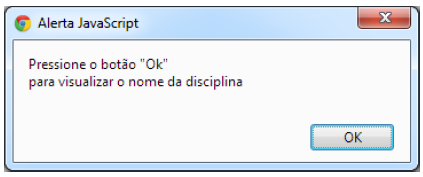 Alerta JavaScript
Pressione o botão "Ok"
para visualizar o nome da disciplina
OK